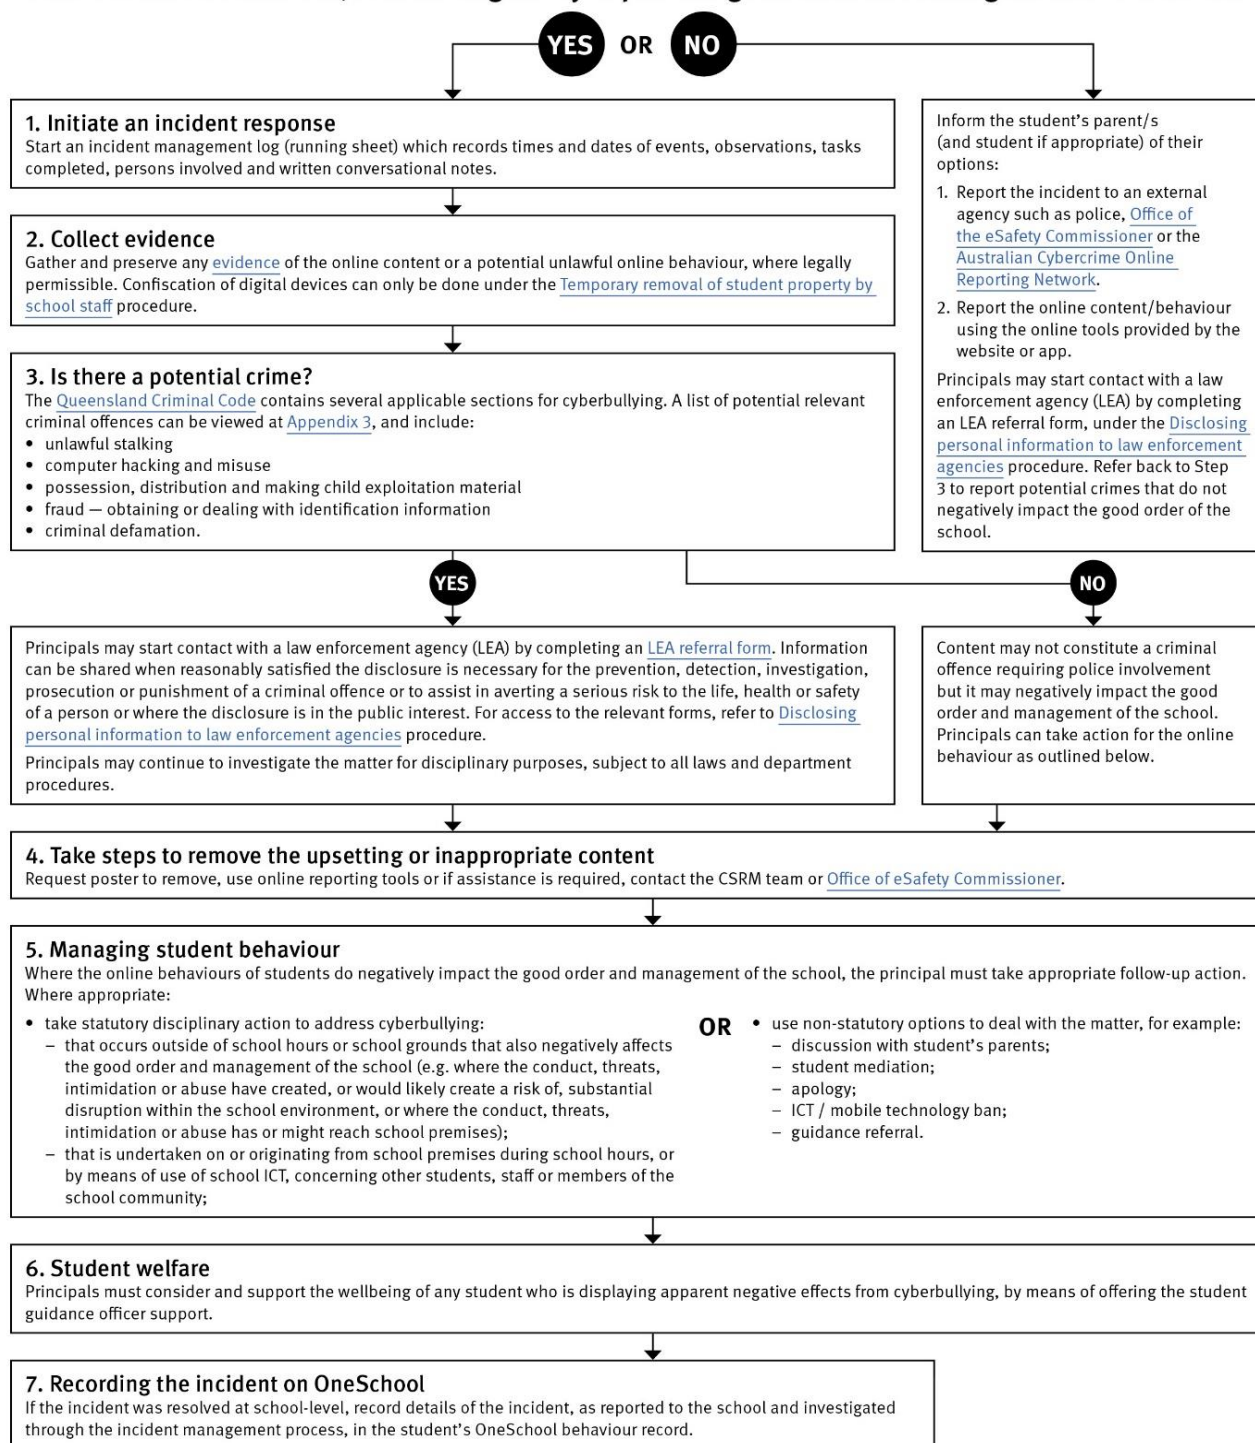 YES OR NO
1. Initiate an incident response
Start an incident management log (running sheet) which records times and dates of events, observations, tasks
completed, persons involved and written conversational notes.
2. Collect evidence
Gather and preserve any evidence of the online content or a potential unlawful online behaviour, where legally
permissible. Confiscation of digital devices can only be done under the Temporary removal of student property by
school staff procedure.
3. Is there a potential crime?
The Queensland Criminal Code contains several applicable sections for cyberbullying. A list of potential relevant
criminal offences can be viewed at Appendix 3, and include:
• unlawful stalking
• computer hacking and misuse
• possession, distribution and making child exploitation material
• fraud — obtaining or dealing with identification information
• criminal defamation.
Inform the student's parent/s
(and student if appropriate) of their
options:
1. Report the incident to an external
agency such as police, Office of
the eSafety Commissioner or the
Australian Cybercrime Online
Reporting Network.
2. Report the online content/behaviour
using the online tools provided by the
website or app.
Principals may start contact with a law
enforcement agency (LEA) by completing
an LEA referral form, under the Disclosing
personal information to law enforcement
agencies procedure. Refer back to Step
3 to report potential crimes that do not
negatively impact the good order of the
school.
YES
NO
Principals may start contact with a law enforcement agency (LEA) by completing an LEA referral form. Information
can be shared when reasonably satisfied the disclosure is necessary for the prevention, detection, investigation,
prosecution or punishment of a criminal offence or to assist in averting a serious risk to the life, health or safety
of a person or where the disclosure is in the public interest. For access to the relevant forms, refer to Disclosing
personal information to law enforcement agencies procedure.
Principals may continue to investigate the matter for disciplinary purposes, subject to all laws and department
procedures.
Content may not constitute a criminal
offence requiring police involvement
but it may negatively impact the good
order and management of the school.
Principals can take action for the online
behaviour as outlined below.
4. Take steps to remove the upsetting or inappropriate content
Request poster to remove, use online reporting tools or if assistance is required, contact the CSRM team or Office of eSafety Commissioner.
5. Managing student behaviour
Where the online behaviours of students do negatively impact the good order and management of the school, the principal must take appropriate follow-up action.
Where appropriate:
• take statutory disciplinary action to address cyberbullying:
– that occurs outside of school hours or school grounds that also negatively affects
the good order and management of the school (e.g. where the conduct, threats,
intimidation or abuse have created, or would likely create a risk of, substantial
disruption within the school environment, or where the conduct, threats,
intimidation or abuse has or might reach school premises);
– that is undertaken on or originating from school premises during school hours, or
by means of use of school ICT, concerning other students, staff or members of the
school community;
OR
• use non-statutory options to deal with the matter, for example:
– discussion with student's parents;
– student mediation;
– apology;
– ICT / mobile technology ban;
– guidance referral.
6. Student welfare
Principals must consider and support the wellbeing of any student who is displaying apparent negative effects from cyberbullying, by means of offering the student
guidance officer support.
7. Recording the incident on OneSchool
If the incident was resolved at school-level, record details of the incident, as reported to the school and investigated
through the incident management process, in the student's OneSchool behaviour record.